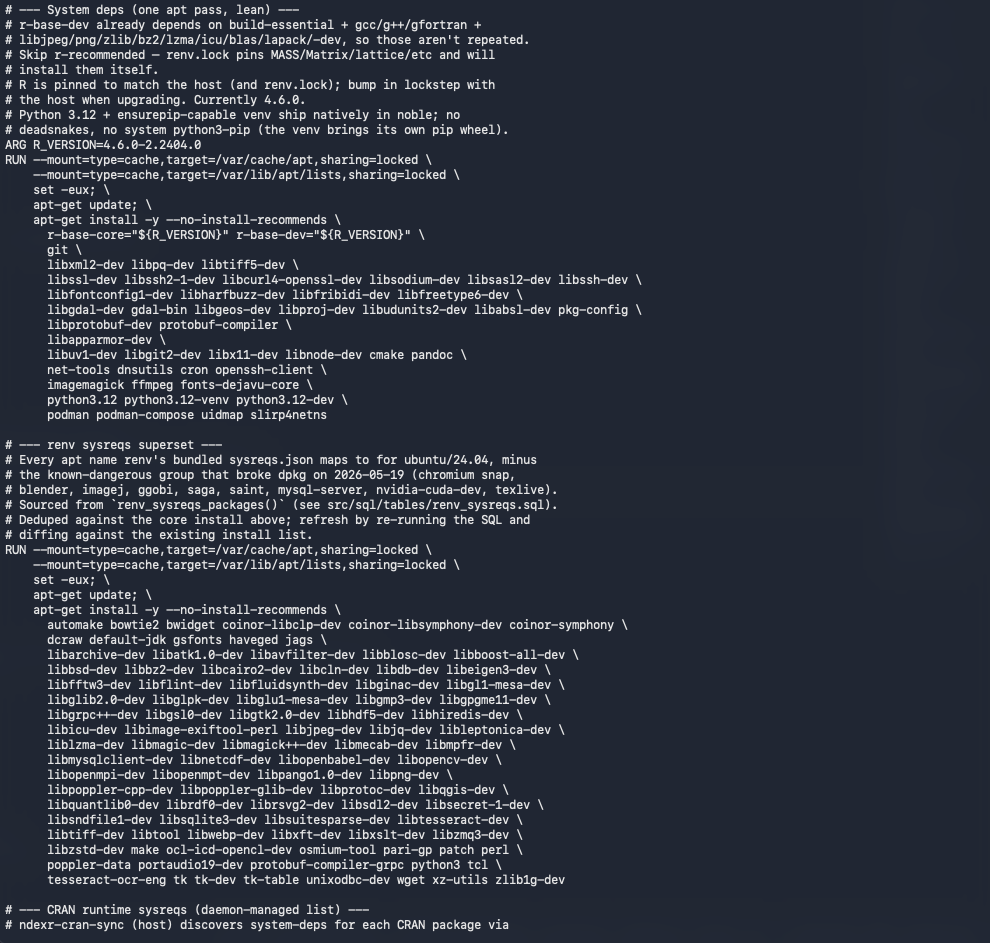 # --- System deps (one apt pass, lean) ---
# r-base-dev already depends on build-essential + gcc/g++/gfortran +
# libjpeg/png/zlib/bz2/lzma/icu/blas/lapack/-dev, so those aren't repeated.
# Skip r-recommended — renv.lock pins MASS/Matrix/lattice/etc and will
# install them itself.
# R is pinned to match the host (and renv.lock); bump in lockstep with
# the host when upgrading. Currently 4.6.0.
# Python 3.12 + ensurepip-capable venv ship natively in noble; no
# deadsnakes, no system python3-pip (the venv brings its own pip wheel).
ARG R_VERSION=4.6.0-2.2404.0
RUN --mount=type=cache,target=/var/cache/apt,sharing=locked \
    --mount=type=cache,target=/var/lib/apt/lists,sharing=locked \
    set -eux; \
    apt-get update; \
    apt-get install -y --no-install-recommends \
      r-base-core="${R_VERSION}" r-base-dev="${R_VERSION}" \
      git \
      libxml2-dev libpq-dev libtiff5-dev \
      libssl-dev libssh2-1-dev libcurl4-openssl-dev libsodium-dev libsasl2-dev libssh-dev \
      libfontconfig1-dev libharfbuzz-dev libfribidi-dev libfreetype6-dev \
      libgdal-dev gdal-bin libgeos-dev libproj-dev libudunits2-dev libabsl-dev pkg-config \
      libprotobuf-dev protobuf-compiler \
      libapparmor-dev \
      libuv1-dev libgit2-dev libx11-dev libnode-dev cmake pandoc \
      net-tools dnsutils cron openssh-client \
      imagemagick ffmpeg fonts-dejavu-core \
      python3.12 python3.12-venv python3.12-dev \
      podman podman-compose uidmap slirp4netns
# --- renv sysreqs superset ---
# Every apt name renv's bundled sysreqs.json maps to for ubuntu/24.04, minus
# the known-dangerous group that broke dpkg on 2026-05-19 (chromium snap,
# blender, imagej, ggobi, saga, saint, mysql-server, nvidia-cuda-dev, texlive).
# Sourced from `renv_sysreqs_packages()` (see src/sql/tables/renv_sysreqs.sql).
# Deduped against the core install above; refresh by re-running the SQL and
# diffing against the existing install list.
RUN --mount=type=cache,target=/var/cache/apt,sharing=locked \
    --mount=type=cache,target=/var/lib/apt/lists,sharing=locked \
    set -eux; \
    apt-get update; \
    apt-get install -y --no-install-recommends \
      automake bowtie2 bwidget coinor-libclp-dev coinor-libsymphony-dev coinor-symphony \
      dcraw default-jdk gsfonts haveged jags \
      libarchive-dev libatk1.0-dev libavfilter-dev libblosc-dev libboost-all-dev \
      libbsd-dev libbz2-dev libcairo2-dev libcln-dev libdb-dev libeigen3-dev \
      libfftw3-dev libflint-dev libfluidsynth-dev libginac-dev libgl1-mesa-dev \
      libglib2.0-dev libglpk-dev libglu1-mesa-dev libgmp3-dev libgpgme11-dev \
      libgrpc++-dev libgsl0-dev libgtk2.0-dev libhdf5-dev libhiredis-dev \
      libicu-dev libimage-exiftool-perl libjpeg-dev libjq-dev libleptonica-dev \
      liblzma-dev libmagic-dev libmagick++-dev libmecab-dev libmpfr-dev \
      libmysqlclient-dev libnetcdf-dev libopenbabel-dev libopencv-dev \
      libopenmpi-dev libopenmpt-dev libpango1.0-dev libpng-dev \
      libpoppler-cpp-dev libpoppler-glib-dev libprotoc-dev libqgis-dev \
      libquantlib0-dev librdf0-dev librsvg2-dev libsdl2-dev libsecret-1-dev \
      libsndfile1-dev libsqlite3-dev libsuitesparse-dev libtesseract-dev \
      libtiff-dev libtool libwebp-dev libxft-dev libxslt-dev libzmq3-dev \
      libzstd-dev make ocl-icd-opencl-dev osmium-tool pari-gp patch perl \
      poppler-data portaudio19-dev protobuf-compiler-grpc python3 tcl \
      tesseract-ocr-eng tk tk-dev tk-table unixodbc-dev wget xz-utils zlib1g-dev
# --- CRAN runtime sysreqs (daemon-managed list) ---
# ndexr-cran-sync (host) discovers system-deps for each CRAN package via